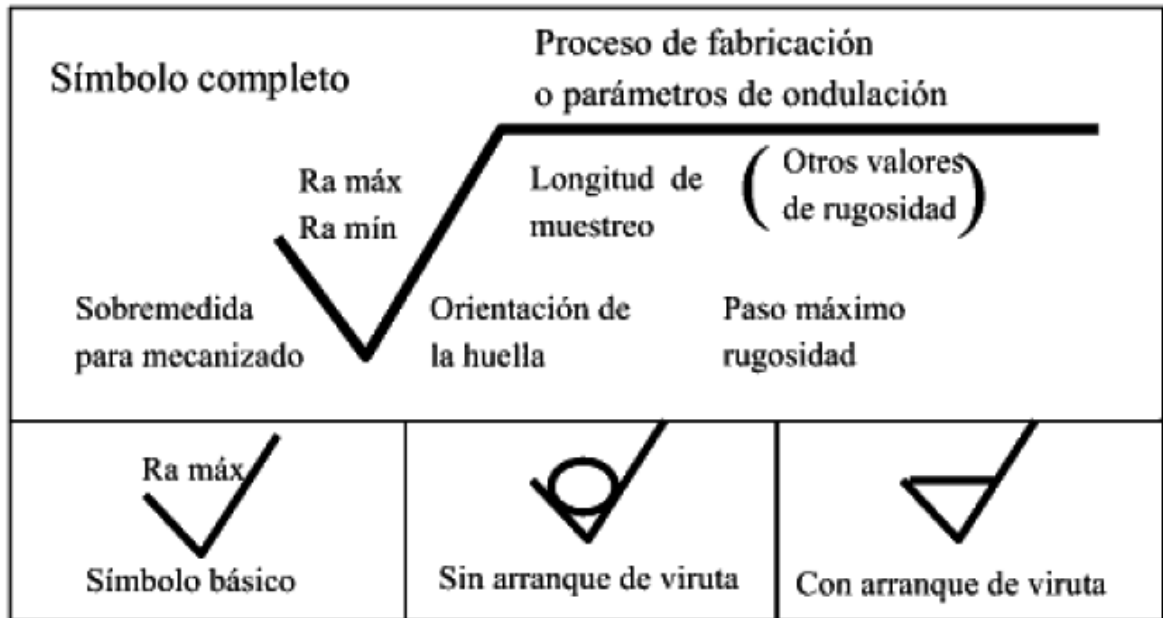 Símbolo completo
Proceso de fabricación
o parámetros de ondulación
Ra máx
Ra mín
Longitud de
muestreo
Otros valores
de rugosidad
Sobremedida
para mecanizado
Orientación de
la huella
Paso máximo
rugosidad
Ra máx
Símbolo básico
Sin arranque de viruta
Con arranque de viruta